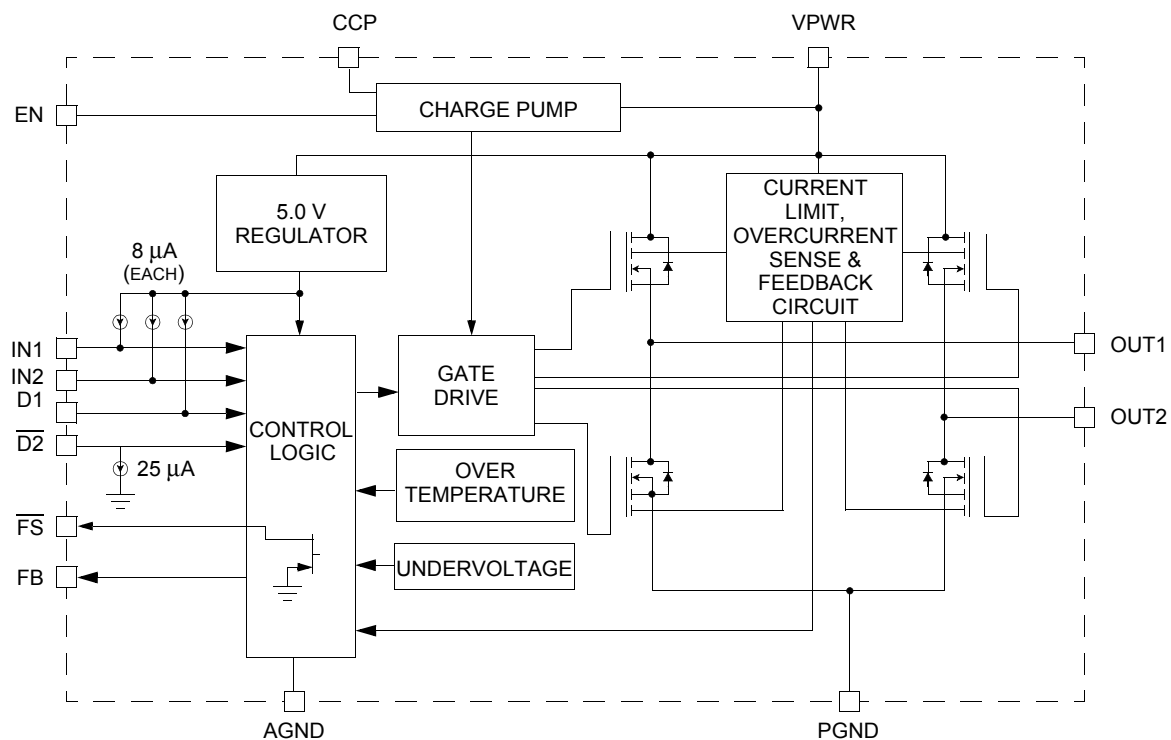 CCP
VPWR
EN
CHARGE PUMP
5.0 V
REGULATOR
CURRENT
LIMIT,
OVERCURRENT
SENSE &
FEEDBACK
CIRCUIT
8 µA
(EACH)
IN1
IN2
D1
D2
OUT1
OUT2
GATE
DRIVE
CONTROL
LOGIC
25 µA
OVER
TEMPERATURE
FS
FB
UNDERVOLTAGE
AGND
PGND